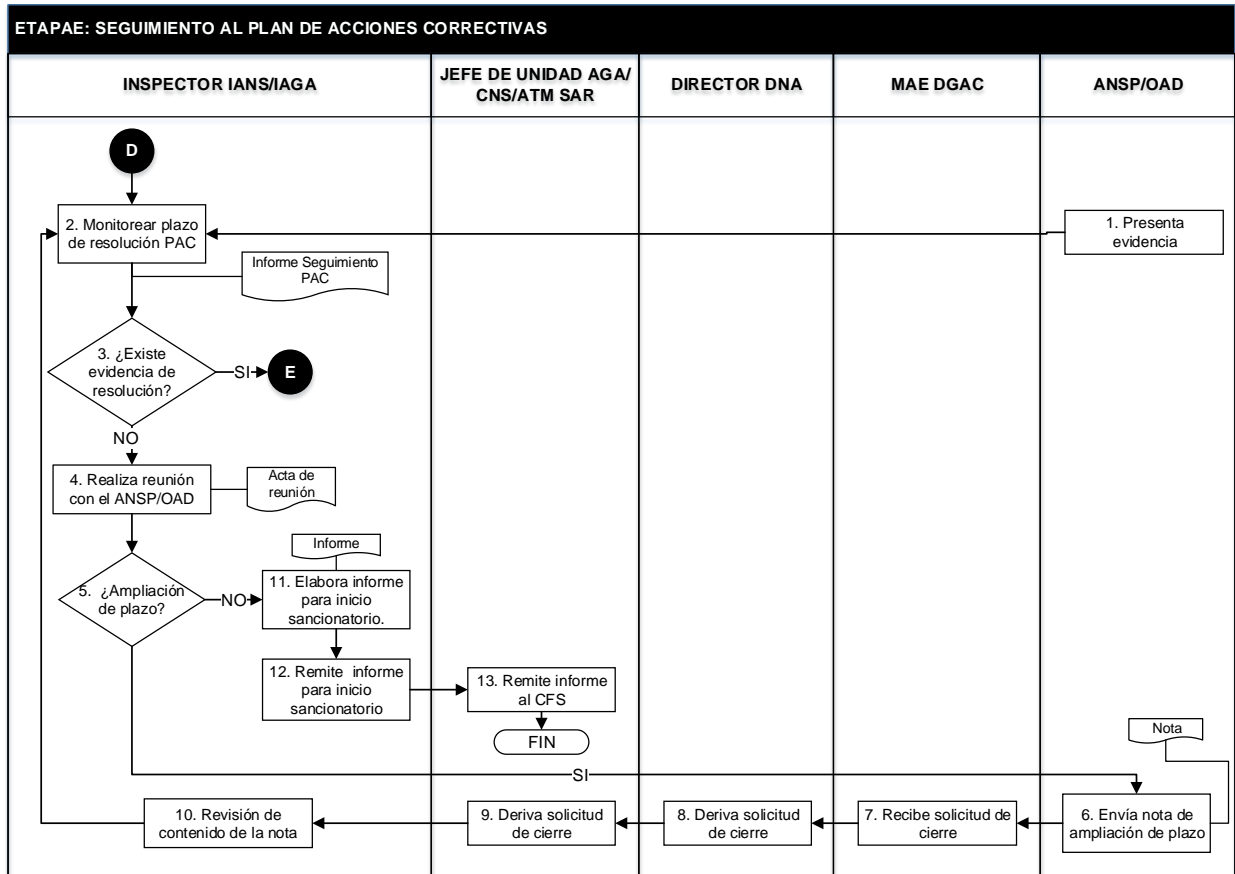 ETAPAE: SEGUIMIENTO AL PLAN DE ACCIONES CORRECTIVAS
INSPECTOR IANS/IAGA
JEFE DE UNIDAD AGA/
CNS/ATM SAR
DIRECTOR DNA
MAE DGAC
ANSP/OAD
D
2. Monitorear plazo
de resolución PAC
1. Presenta
evidencia
Informe Seguimiento
PAC
3. ¿Existe
evidencia de
resolución?
SI
E
NO
4. Realiza reunión
con el ANSP/OAD
Acta de
reunión
Informe
5. ¿Ampliación
de plazo?
NO
11. Elabora informe
para inicio
sancionatorio.
12. Remite informe
para inicio
sancionatorio
13. Remite informe
al CFS
FIN
Nota
SI
10. Revisión de
contenido de la nota
9. Deriva solicitud
de cierre
8. Deriva solicitud
de cierre
7. Recibe solicitud de
cierre
6. Envía nota de
ampliación de plazo